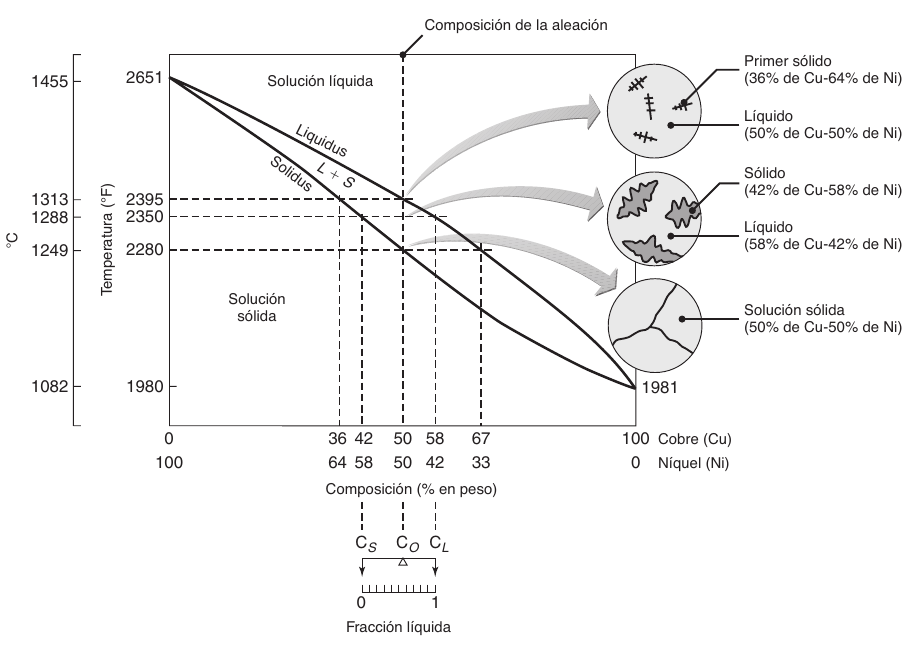 Composición de la aleación
Solución líquida
Liquidus
L + S
Solidus
Solución
sólida
°C
1455
1313
1288
1249
1082
Temperatura (°F)
2651
2395
2350
2280
1980
1981
Primer sólido
(36% de Cu-64% de Ni)
Líquido
(50% de Cu-50% de Ni)
Sólido
(42% de Cu-58% de Ni)
Líquido
(58% de Cu-42% de Ni)
Solución sólida
(50% de Cu-50% de Ni)
0 36 42 50 58 67 100 Cobre (Cu)
100 64 58 50 42 33 0 Níquel (Ni)
Composición (% en peso)
CS CO CL
0 1
Fracción líquida